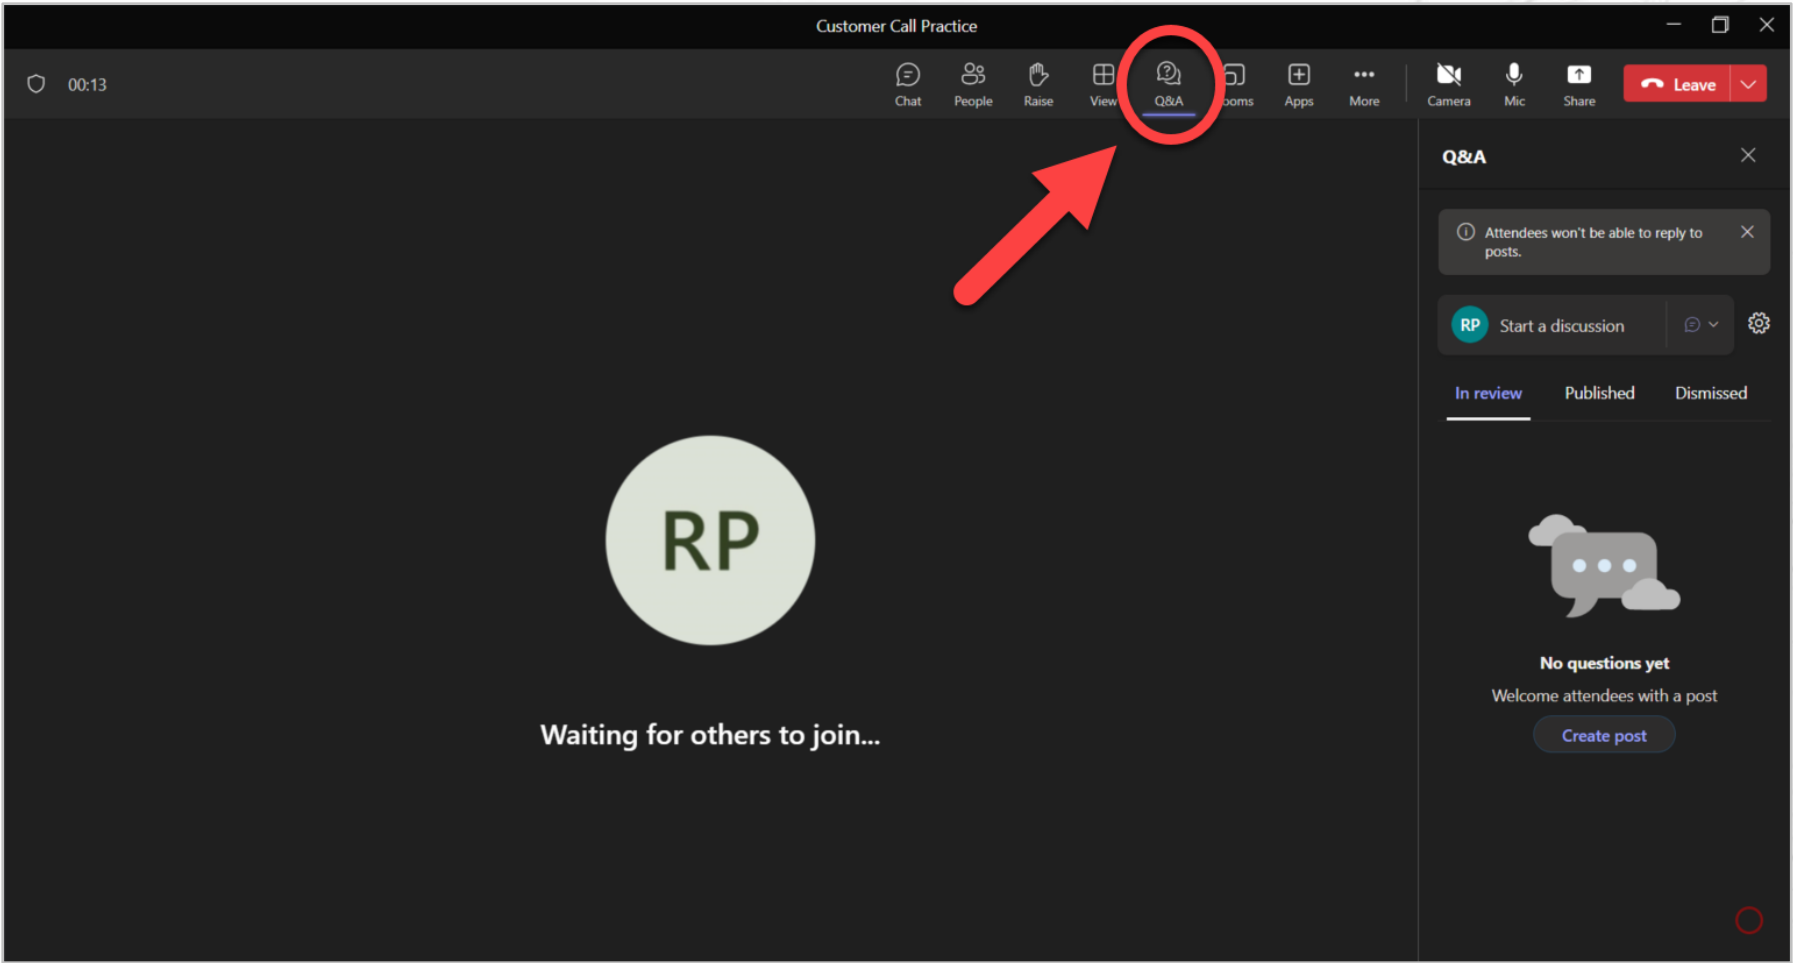 Customer Call Practice
00:13
Chat
People
Raise
View
Q&A
ooms
Apps
More
Camera
Mic
Share
Leave
Q&A
Attendees won't be able to reply to
posts.
RP
Start a discussion
In review
Published
Dismissed
RP
Waiting for others to join...
No questions yet
Welcome attendees with a post
Create post